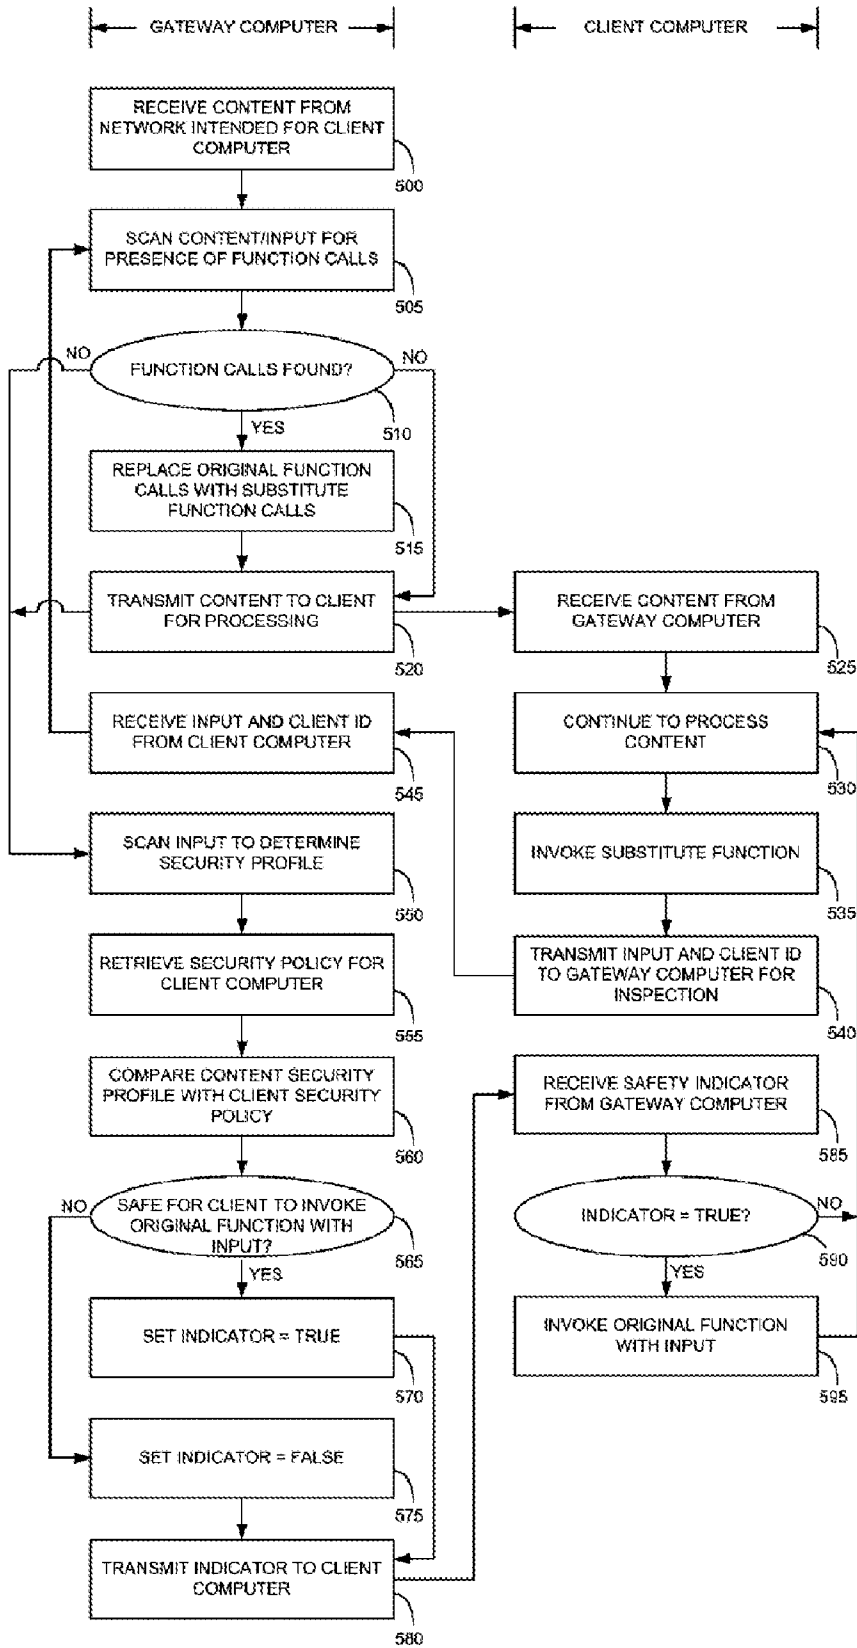 GATEWAY COMPUTER
CLIENT COMPUTER
RECEIVE CONTENT FROM
NETWORK INTENDED FOR CLIENT
COMPUTER
500
SCAN CONTENT/INPUT FOR
PRESENCE OF FUNCTION CALLS
505
NO
FUNCTION CALLS FOUND?
NO
510
YES
REPLACE ORIGINAL FUNCTION
CALLS WITH SUBSTITUTE
FUNCTION CALLS
515
TRANSMIT CONTENT TO CLIENT
FOR PROCESSING
520
RECEIVE CONTENT FROM
GATEWAY COMPUTER
525
RECEIVE INPUT AND CLIENT ID
FROM CLIENT COMPUTER
545
CONTINUE TO PROCESS
CONTENT
530
SCAN INPUT TO DETERMINE
SECURITY PROFILE
550
INVOKE SUBSTITUTE FUNCTION
535
RETRIEVE SECURITY POLICY FOR
CLIENT COMPUTER
555
TRANSMIT INPUT AND CLIENT ID
TO GATEWAY COMPUTER FOR
INSPECTION
540
COMPARE CONTENT SECURITY
PROFILE WITH CLIENT SECURITY
POLICY
560
RECEIVE SAFETY INDICATOR
FROM GATEWAY COMPUTER
585
NO
SAFE FOR CLIENT TO INVOKE
ORIGINAL FUNCTION WITH
INPUT?
565
YES
INDICATOR = TRUE?
NO
590
YES
SET INDICATOR = TRUE
570
INVOKE ORIGINAL FUNCTION
WITH INPUT
595
SET INDICATOR = FALSE
575
TRANSMIT INDICATOR TO CLIENT
COMPUTER
580